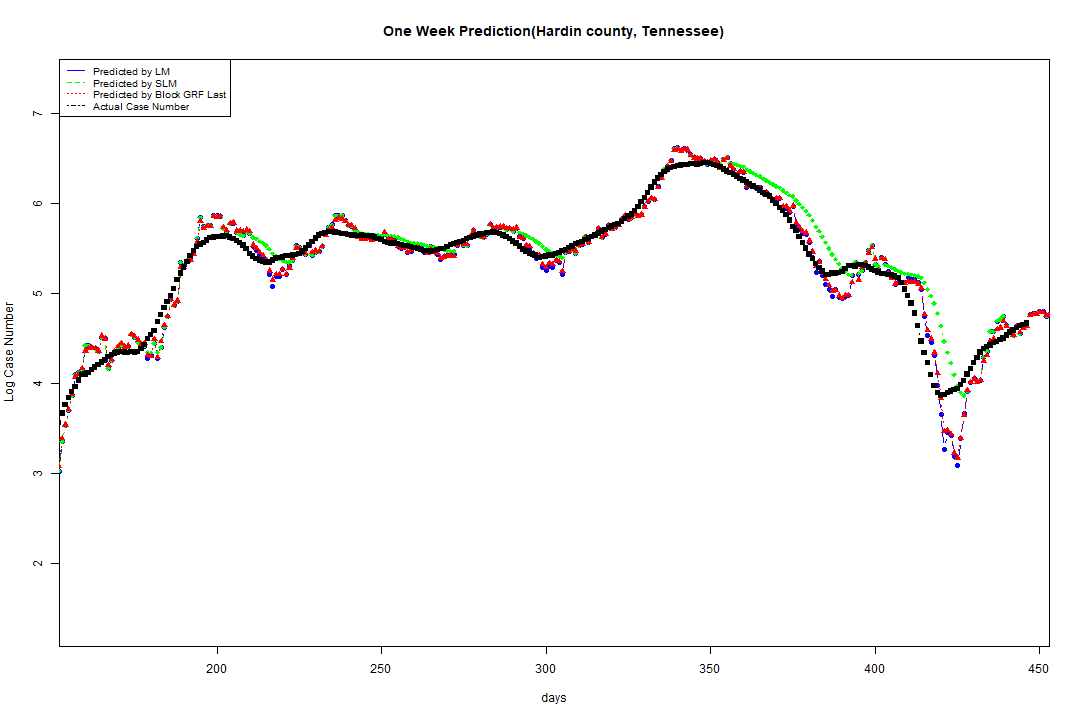 One Week Prediction(Hardin county, Tennessee)
Predicted by LM
Predicted by SLM
Predicted by Block GRF Last
Actual Case Number
7
6
5
4
3
2
Log Case Number
200 250 300 350 400 450
days